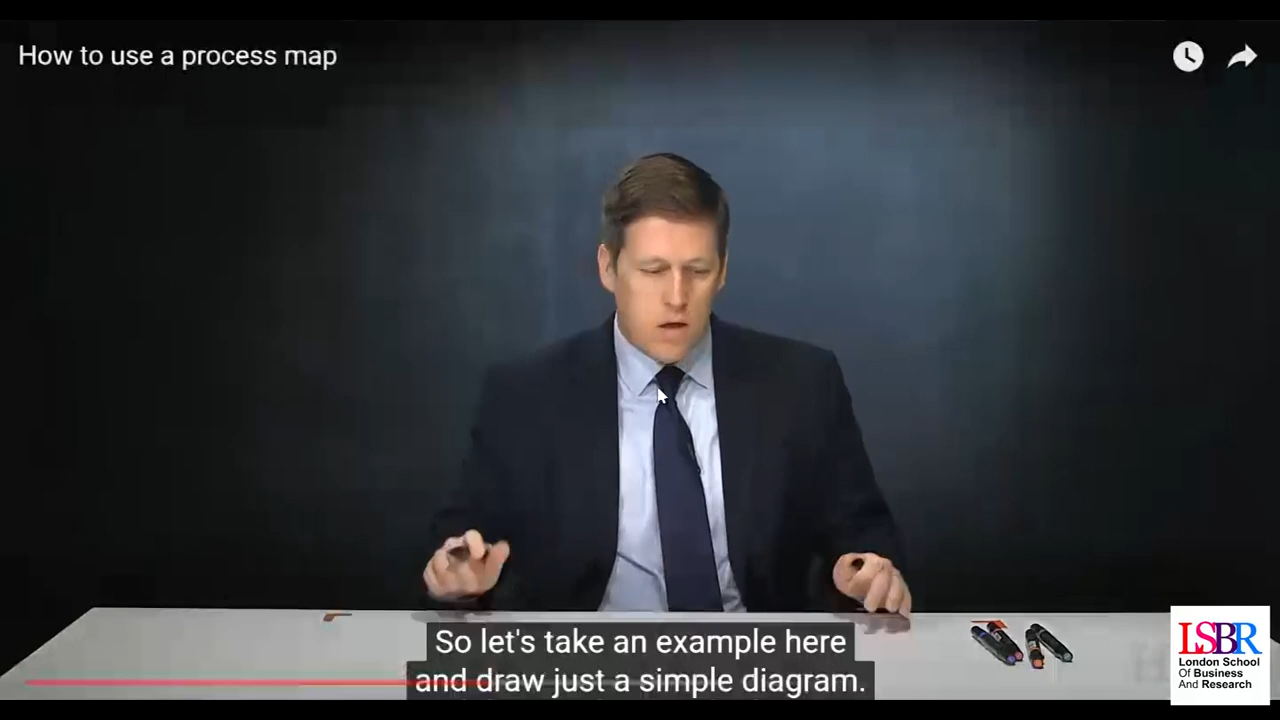 How to use a process map
So let's take an example here
and draw just a simple diagram.
LSBR
London School
Of Business
And Research